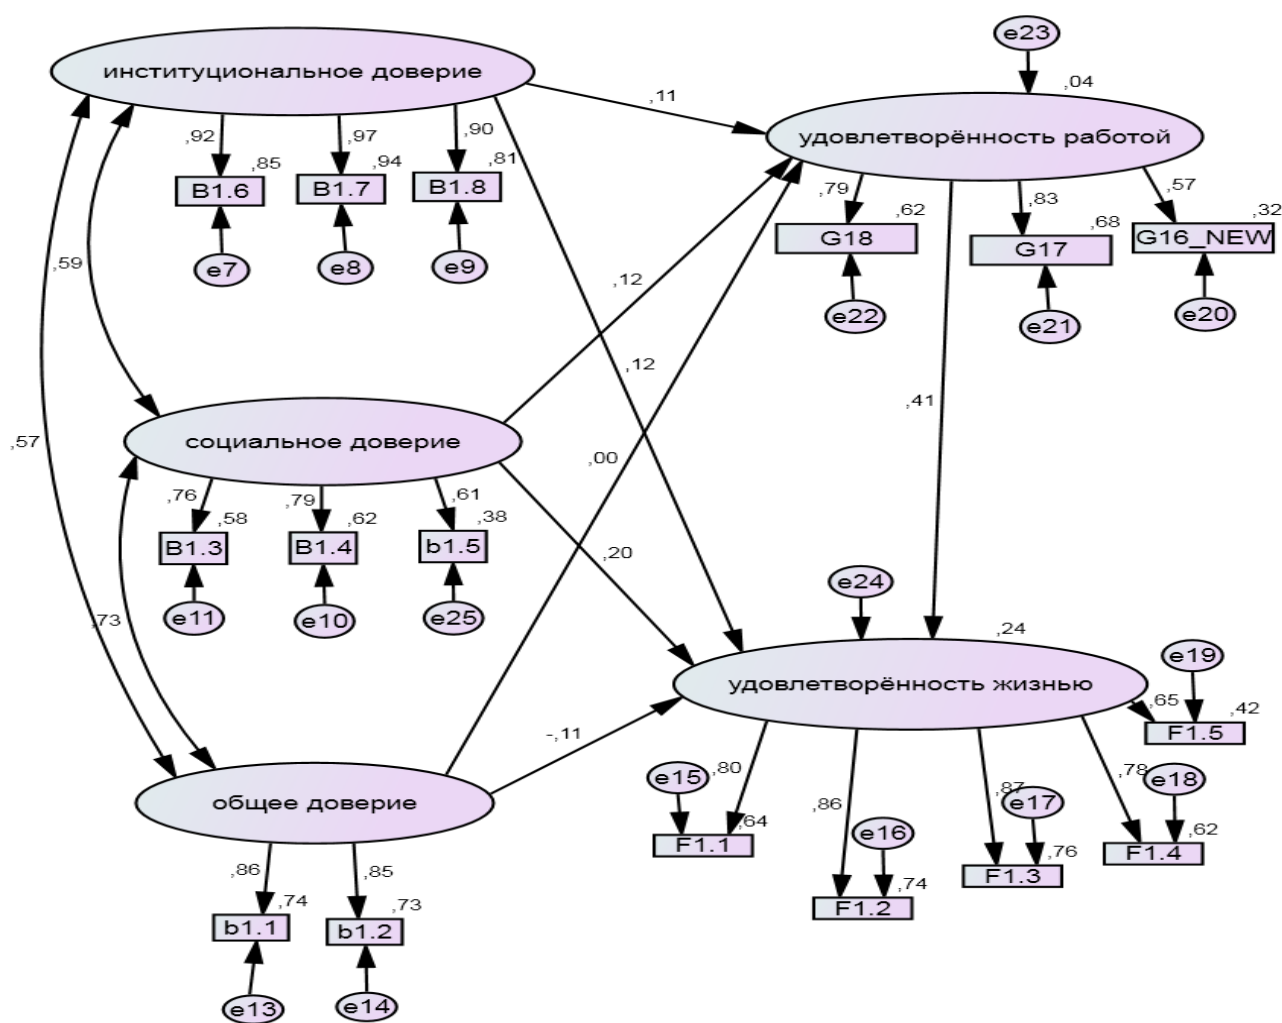 e23
институциональное доверие
,11
,04
удовлетворённость работой
,92
,97
,90
,85
,94
,81
B1.6
B1.7
B1.8
e7
e8
e9
,79
,83
,57
,62
,68
,32
G18
G17
G16_NEW
e22
e21
e20
,59
,12
,12
,41
,57
социальное доверие
,00
,76
,79
,61
,58
,62
,38
B1.3
B1.4
b1.5
e11
e10
e25
,20
,73
e24
,24
удовлетворённость жизнью
e19
,65
,42
F1.5
-,11
общее доверие
,86
,85
,74
,73
b1.1
b1.2
e13
e14
e15
,80
,64
F1.1
,86
e16
,74
F1.2
,87
e17
,76
F1.3
,78
e18
,62
F1.4